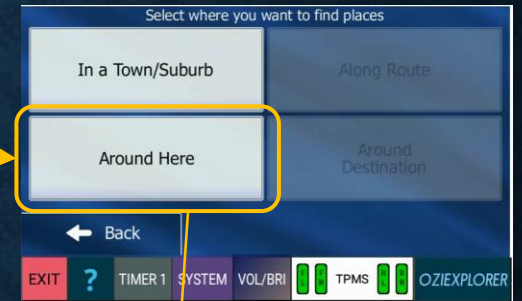 Select where you want to find places
In a Town/Suburb
Along Route
Around Here
Around
Destination
Back
EXIT ? TIMER 1 SYSTEM VOL/BRI TPMS OZIEXPLORER